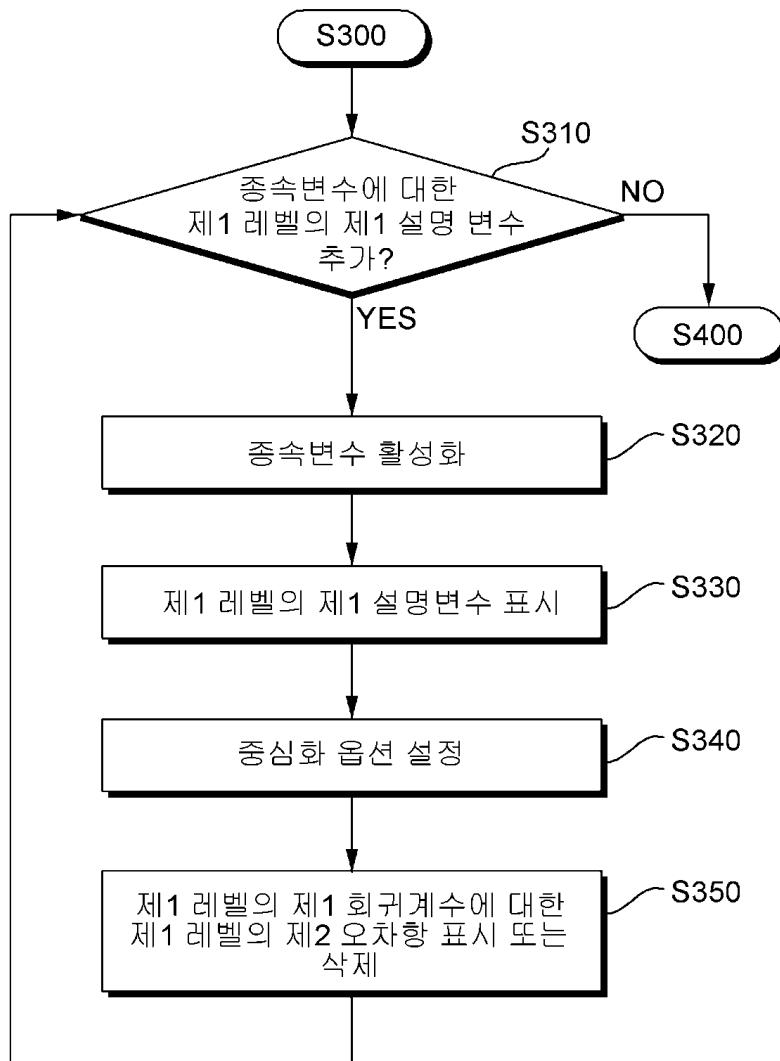 S300
S310
종속변수에 대한
제1 레벨의 제1 설명 변수
추가?
NO
S400
YES
종속변수 활성화
S320
제1 레벨의 제1 설명변수 표시
S330
중심화 옵션 설정
S340
제1 레벨의 제1 회귀계수에 대한
제1 레벨의 제2 오차항 표시 또는
삭제
S350